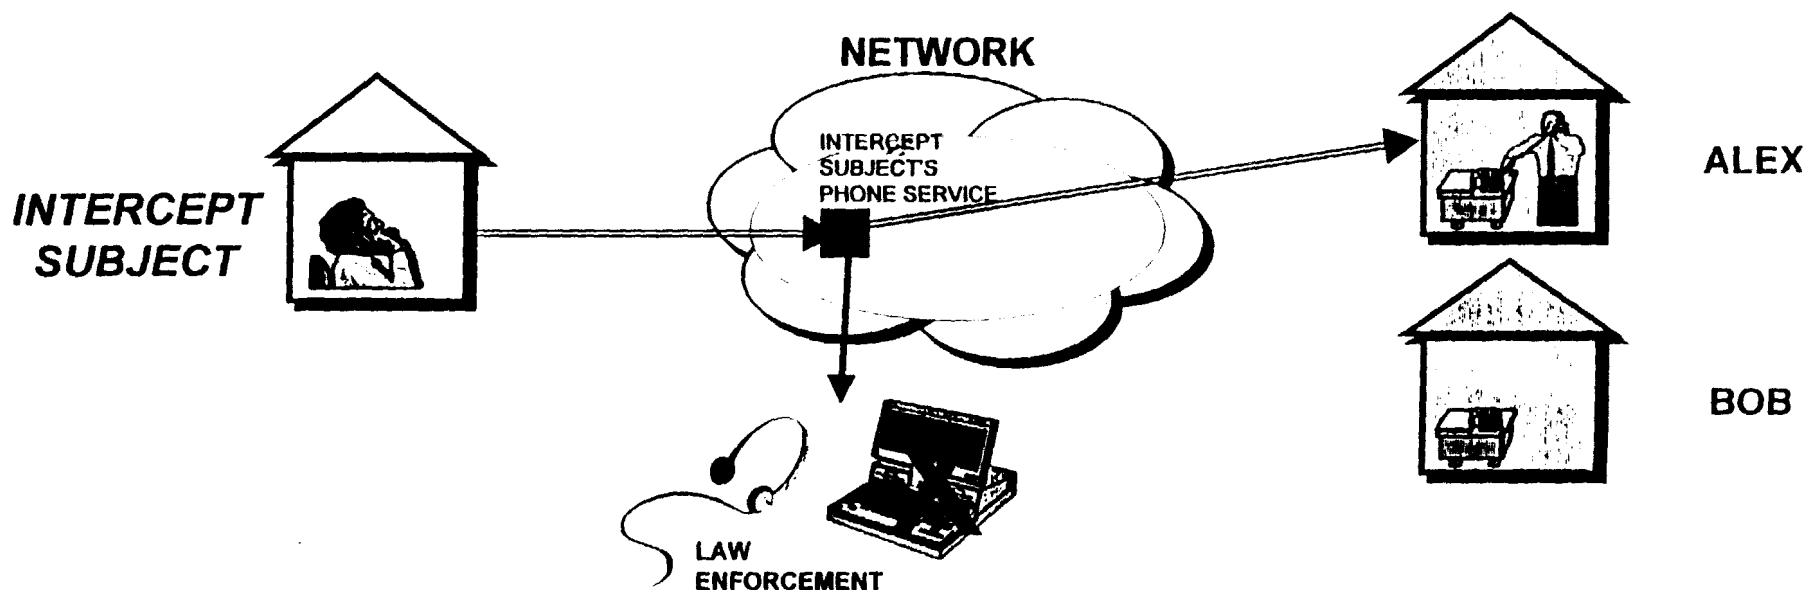 NETWORK
INTERCEPT
SUBJECT'S
PHONE SERVICE
INTERCEPT
SUBJECT
ALEX
BOB
LAW
ENFORCEMENT